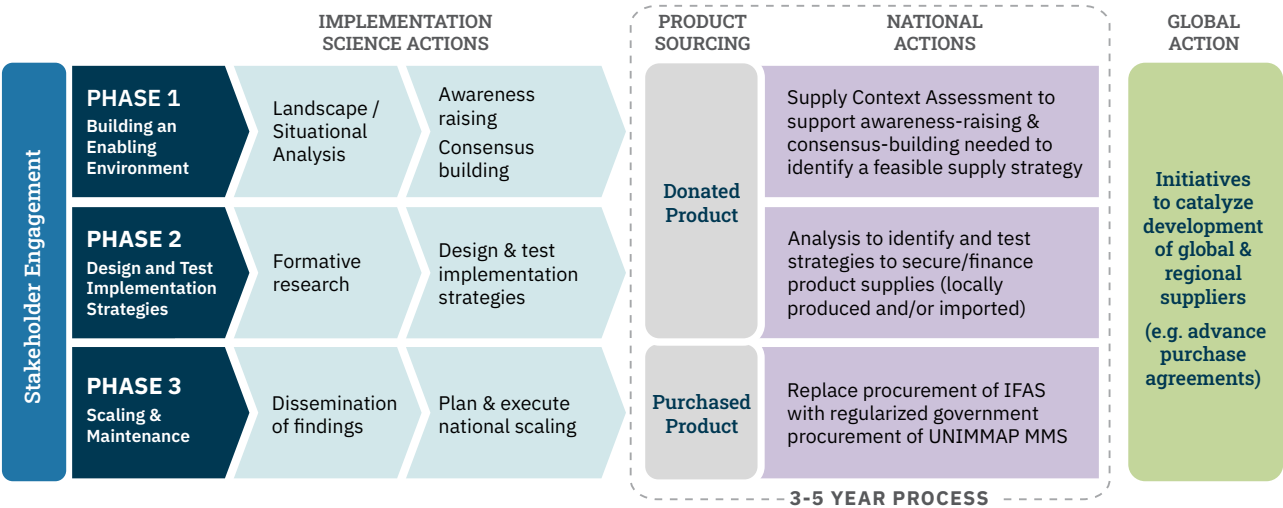 IMPLEMENTATION
SCIENCE ACTIONS
PRODUCT
SOURCING
NATIONAL
ACTIONS
GLOBAL
ACTION
Stakeholder Engagement
PHASE 1
Building an
Enabling
Environment
Landscape /
Situational
Analysis
Awareness
raising
Consensus
building
Donated
Product
Supply Context Assessment to
support awareness-raising &
consensus-building needed to
identify a feasible supply strategy
PHASE 2
Design and Test
Implementation
Strategies
Formative
research
Design & test
implementation
strategies
Analysis to identify and test
strategies to secure/finance
product supplies (locally
produced and/or imported)
PHASE 3
Scaling &
Maintenance
Dissemination
of findings
Plan & execute
national scaling
Purchased
Product
Replace procurement of IFAS
with regularized government
procurement of UNIMMAP MMS
Initiatives
to catalyze
development
of global &
regional
suppliers
(e.g. advance
purchase
agreements)
3-5 YEAR PROCESS